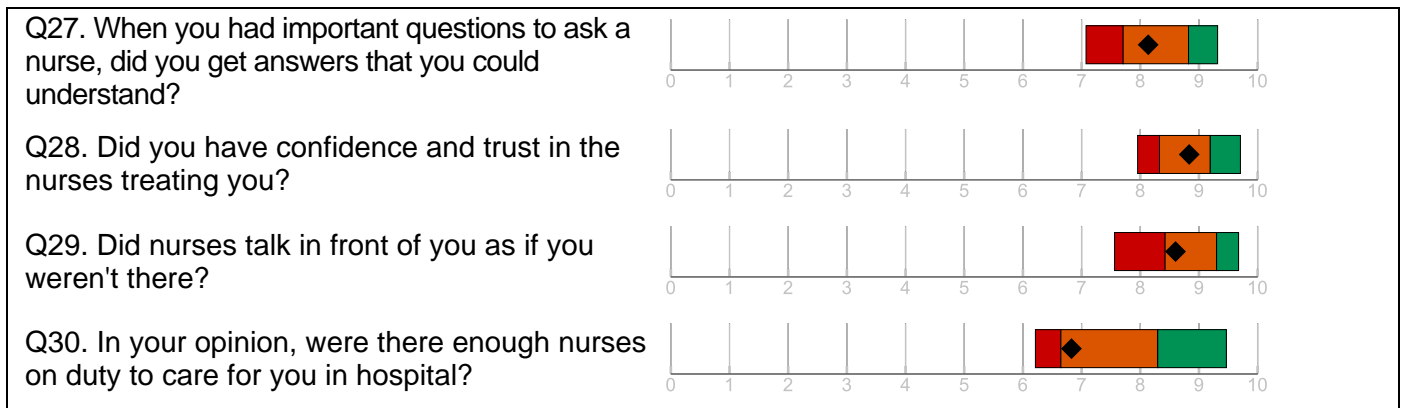 Q27. When you had important questions to ask a
nurse, did you get answers that you could
understand?
0 1 2 3 4 5 6 7 8 9 10
Q28. Did you have confidence and trust in the
nurses treating you?
0 1 2 3 4 5 6 7 8 9 10
Q29. Did nurses talk in front of you as if you
weren't there?
0 1 2 3 4 5 6 7 8 9 10
Q30. In your opinion, were there enough nurses
on duty to care for you in hospital?
0 1 2 3 4 5 6 7 8 9 10